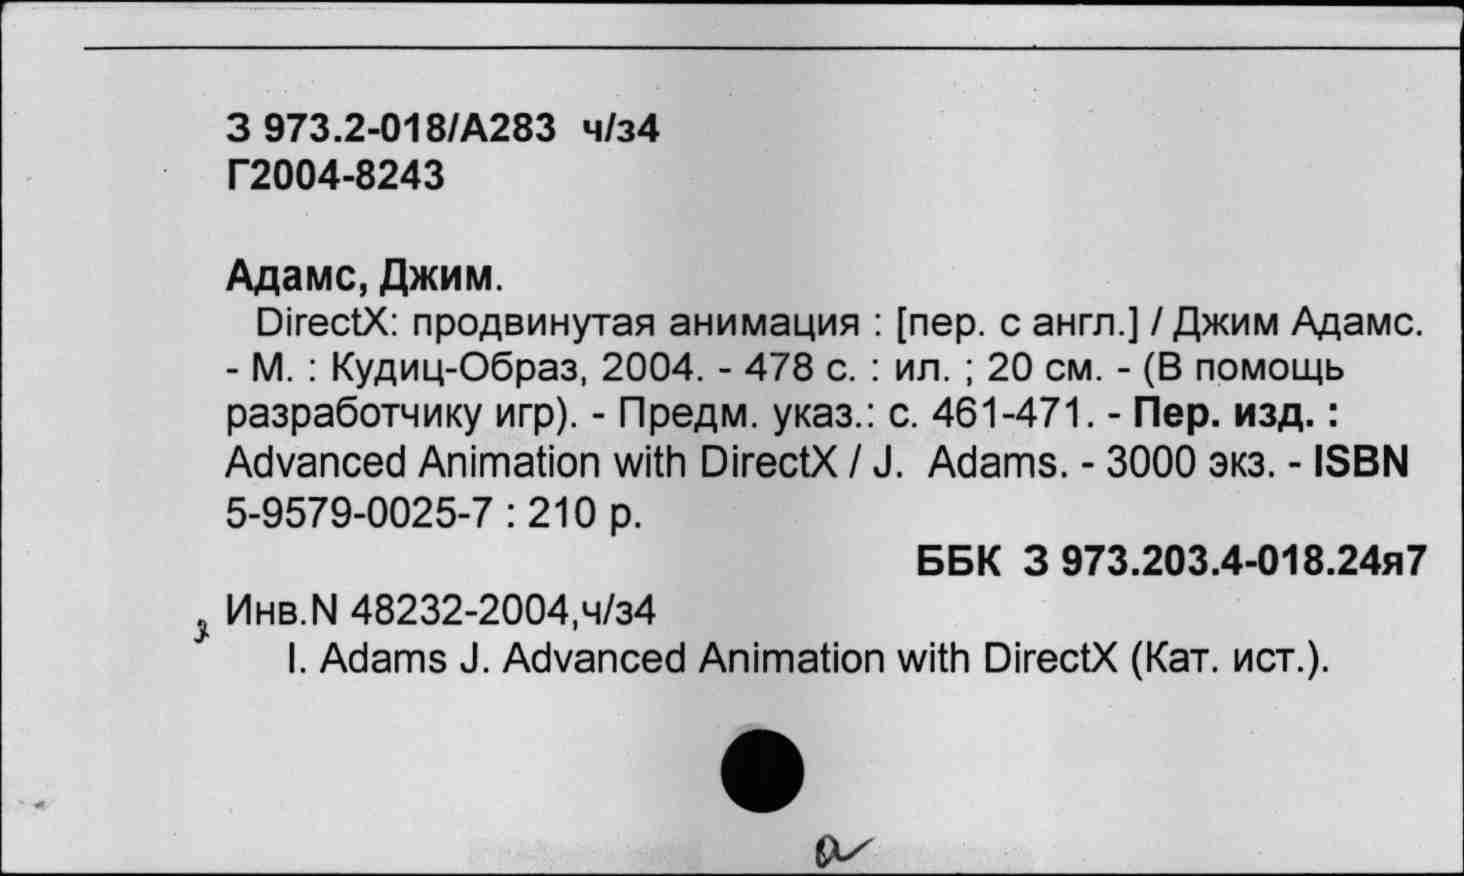 З 973.2-018/А283 ч/з4
Г2004-8243
Адамс, Джим.
DirectX: продвинутая анимация : [пер. с англ.] / Джим Адамс.
- М. : Кудиц-Образ, 2004. - 478 с. : ил. ; 20 см. - (В помощь
разработчику игр). - Предм. указ.: с. 461-471. - Пер. изд. :
Advanced Animation with DirectX / J. Adams. - 3000 экз. - ISBN
5-9579-0025-7 : 210 р.
ББК З 973.203.4-018.24я7
Инв.N 48232-2004,ч/з4
I. Adams J. Advanced Animation with DirectX (Кат. ист.).